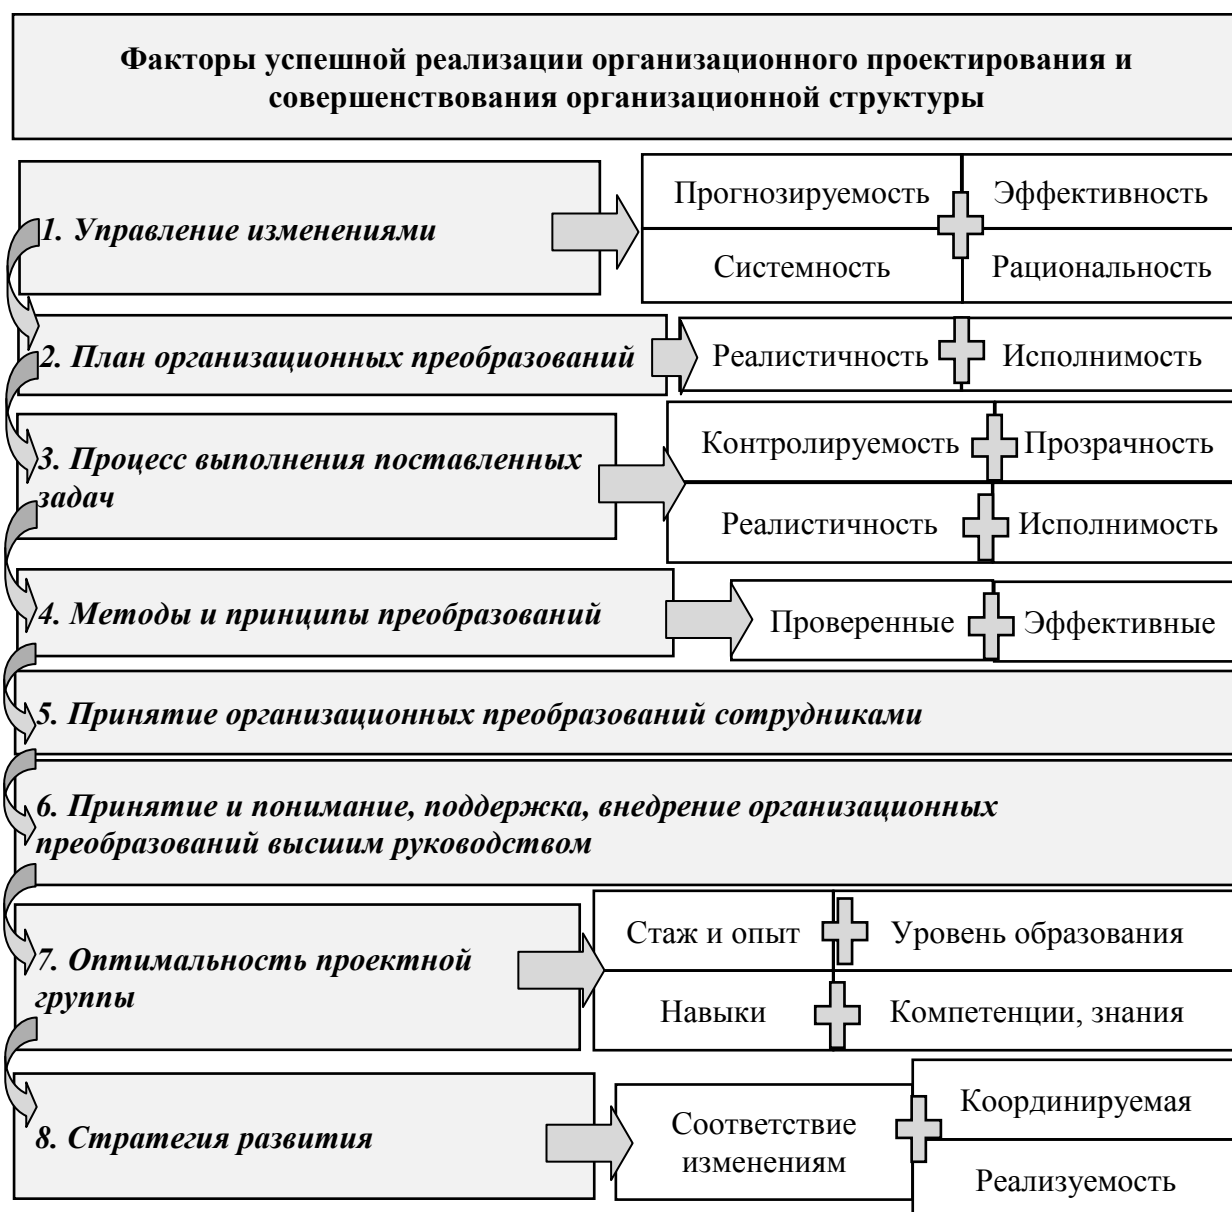 Факторы успешной реализации организационного проектирования и
совершенствования организационной структуры
1. Управление изменениями
Прогнозируемость
Эффективность
Системность
Рациональность
2. План организационных преобразований
Реалистичность
Исполнимость
3. Процесс выполнения поставленных
задач
Контролируемость
Прозрачность
Реалистичность
Исполнимость
4. Методы и принципы преобразований
Проверенные
Эффективные
5. Принятие организационных преобразований сотрудниками
6. Принятие и понимание, поддержка, внедрение организационных
преобразований высшим руководством
7. Оптимальность проектной
группы
Стаж и опыт
Уровень образования
Навыки
Компетенции, знания
8. Стратегия развития
Соответствие
изменениям
Координируемая
Реализуемость